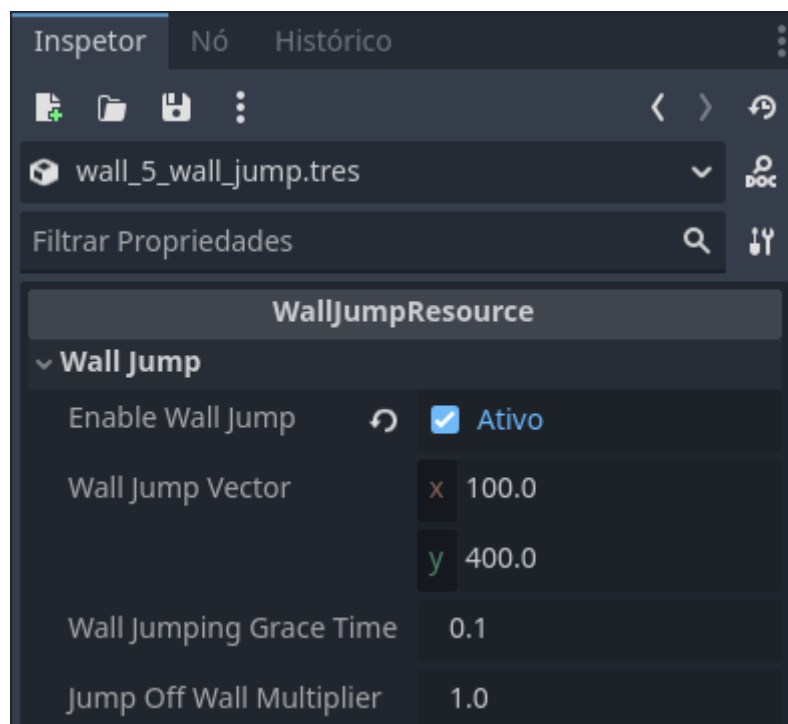 Inspetor Nó Histórico
wall_5_wall_jump.tres
DOC
Filtrar Propriedades
WallJumpResource
Wall Jump
Enable Wall Jump Ativo
Wall Jump Vector x 100.0
y 400.0
Wall Jumping Grace Time 0.1
Jump Off Wall Multiplier 1.0